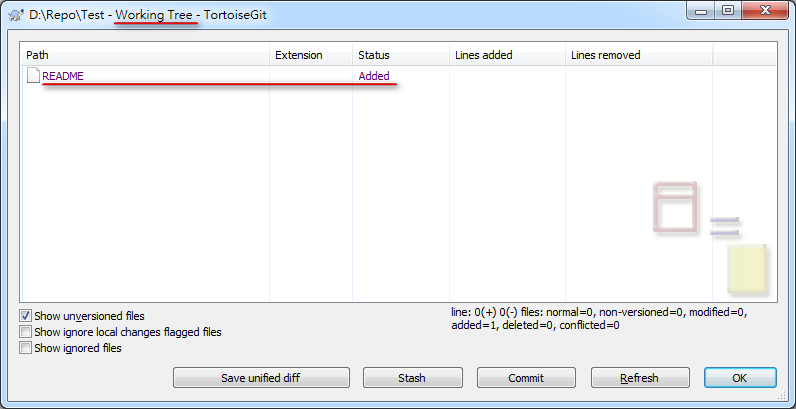 D:\Repo\Test - Working Tree - TortoiseGit
Path Extension Status Lines added Lines removed
README Added
Show unversioned files
Show ignore local changes flagged files
Show ignored files
line: 0(+) 0(-) files: normal=0, non-versioned=0, modified=0,
added=1, deleted=0, conflicted=0
Save unified diff Stash Commit Refresh OK